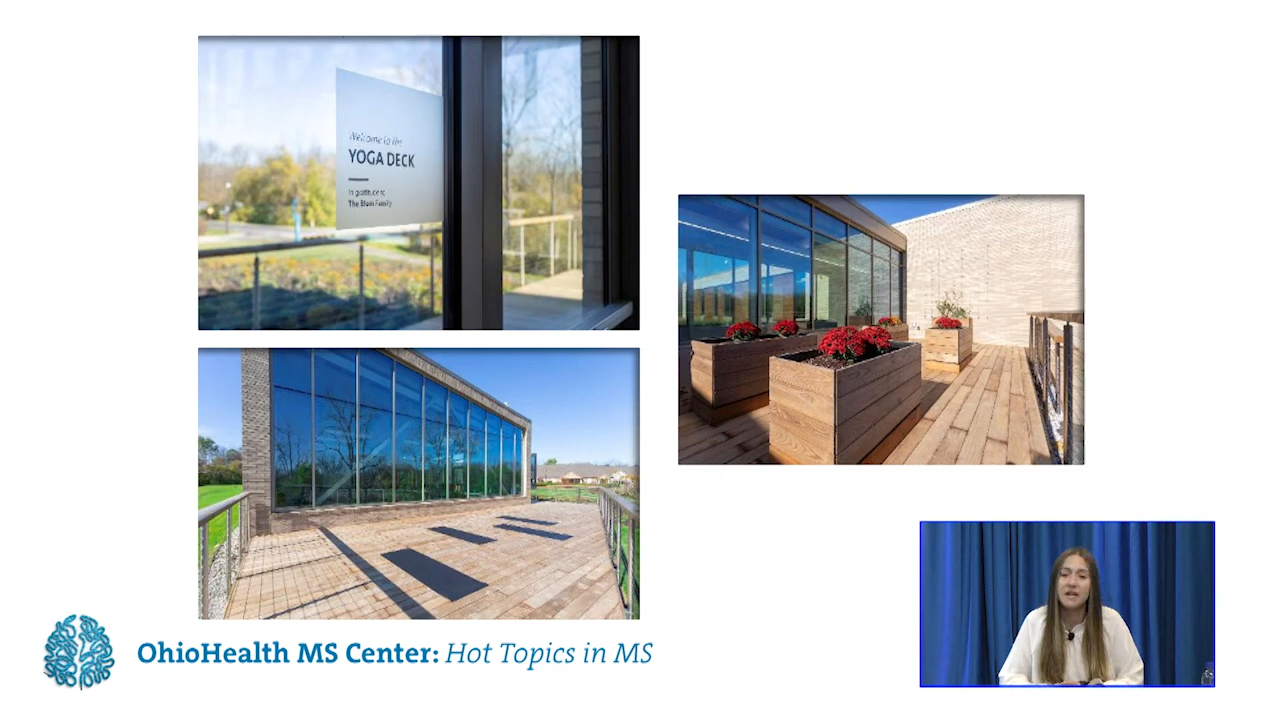 Welcome to the
YOGA DECK
In gratitude to
The Blum Family
OhioHealth MS Center: Hot Topics in MS